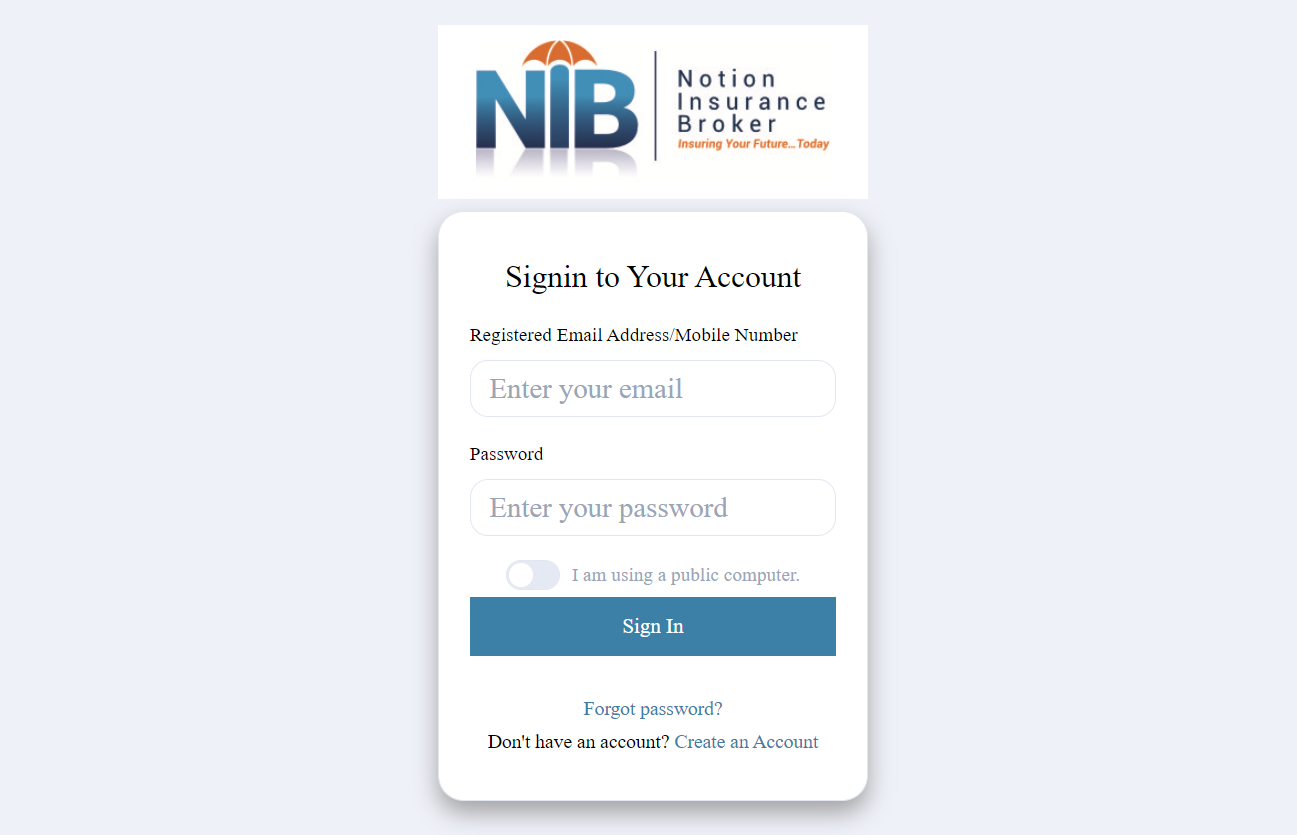 NIB
Notion
Insurance
Broker
Insuring Your Future...Today
Signin to Your Account
Registered Email Address/Mobile Number
Enter your email
Password
Enter your password
I am using a public computer.
Sign In
Forgot password?
Don't have an account? Create an Account